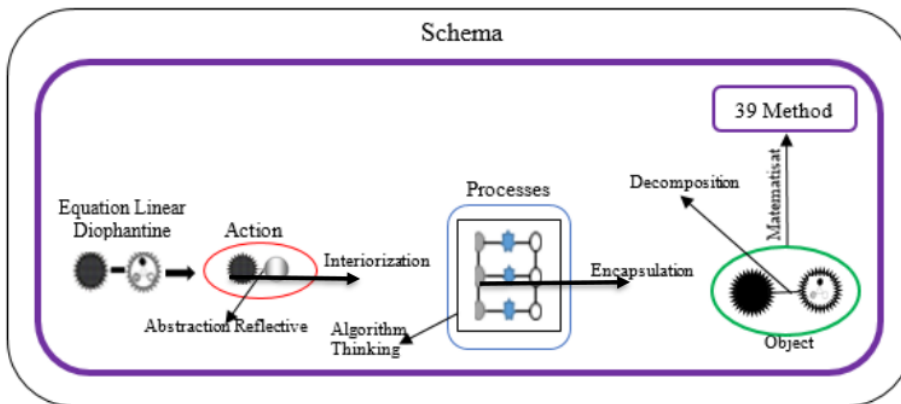 Schema
39 Method
Matematisat
Decomposition
Processes
Equation Linear
Diophantine
Action
Interiorization
Encapsulation
Abstraction Reflective
Algorithm
Thinking
Object